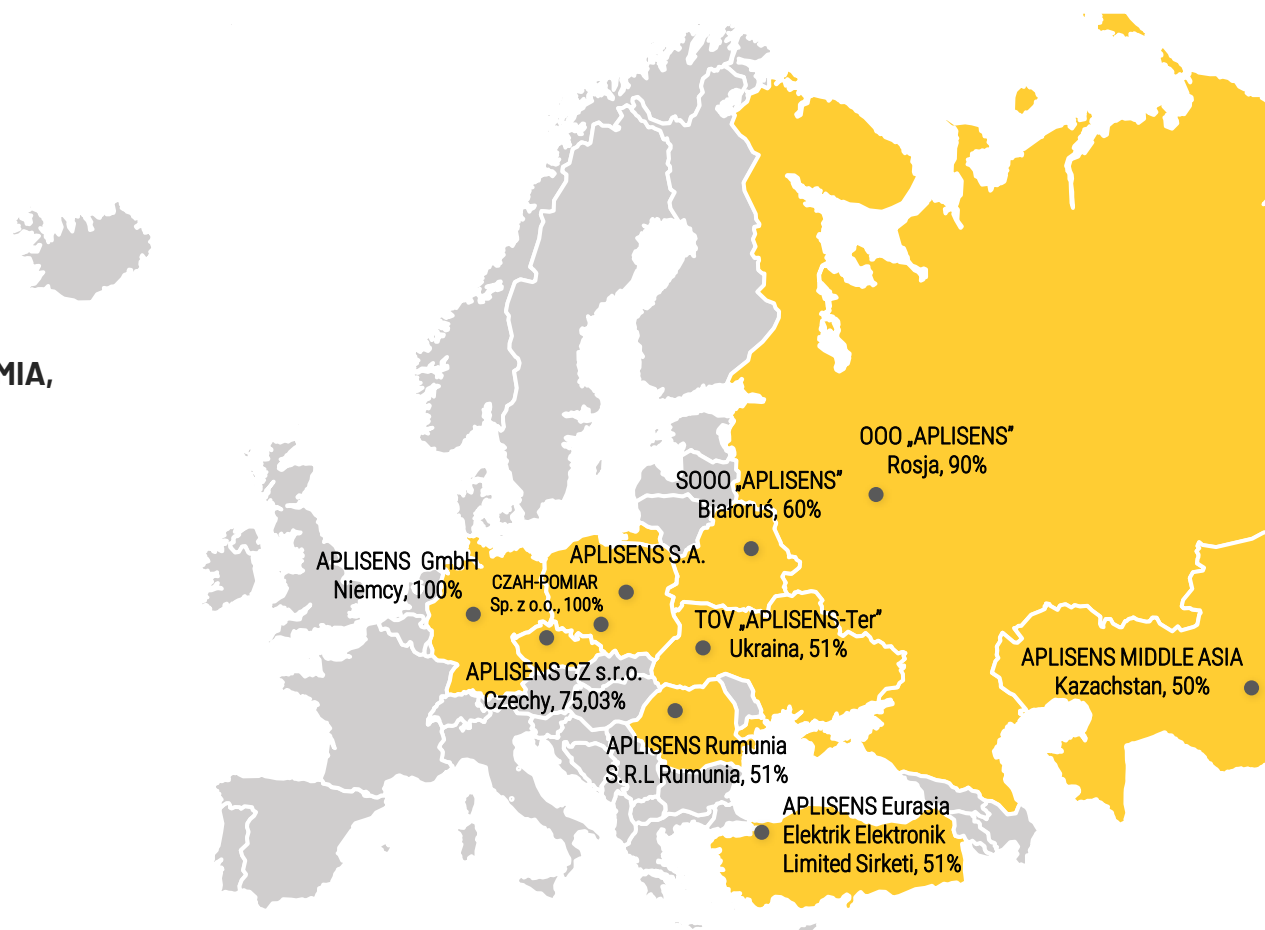 MIA,
OOO „APLISENS”
Rosja, 90%
SOOO „APLISENS”
Białoruś, 60%
APLISENS GmbH
Niemcy, 100%
CZAH-POMIAR
Sp. z o.o., 100%
APLISENS S.A.
TOV „APLISENS-Ter”
Ukraina, 51%
APLISENS MIDDLE ASIA
Kazachstan, 50%
APLISENS CZ s.r.o.
Czechy, 75,03%
APLISENS Rumunia
S.R.L Rumunia, 51%
APLISENS Eurasia
Elektrik Elektronik
Limited Sirketi, 51%